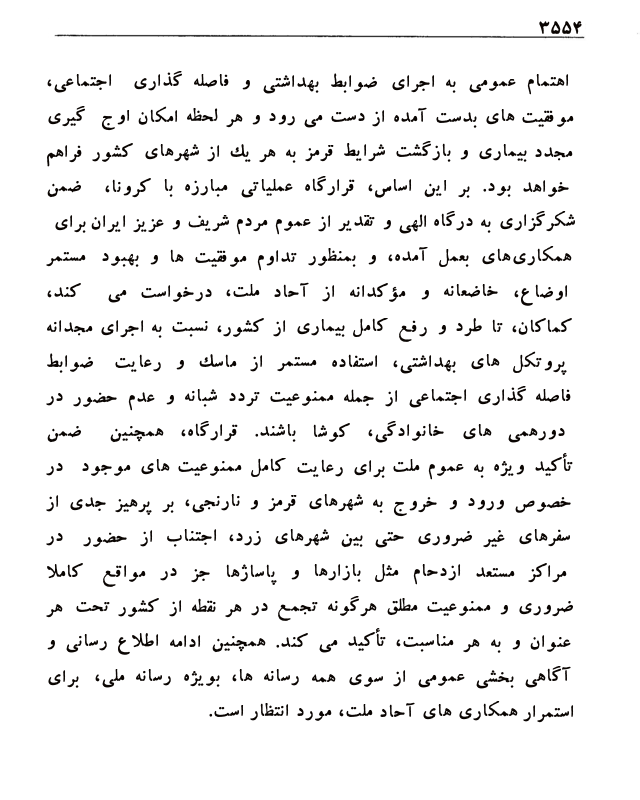 ۳۵۵۴
اهتمام عمومی به اجرای ضوابط بهداشتی و فاصله گذاری اجتماعی،
موفقیت های بدست آمده از دست می رود و هر لحظه امکان اوج گیری
مجدد بیماری و بازگشت شرایط قرمز به هر یك از شهرهای کشور فراهم
خواهد بود. بر این اساس، قرارگاه عملیاتی مبارزه با کرونا، ضمن
شکرگزاری به درگاه الهی و تقدیر از عموم مردم شریف و عزیز ایران برای
همکاری‌های بعمل آمده، و بمنظور تداوم موفقیت ها و بهبود مستمر
اوضاع، خاضعانه و مؤکدانه از آحاد ملت، درخواست می کند،
کماکان، تا طرد و رفع کامل بیماری از کشور، نسبت به اجرای مجدانه
پروتکل های بهداشتی، استفاده مستمر از ماسك و رعایت ضوابط
فاصله گذاری اجتماعی از جمله ممنوعیت تردد شبانه و عدم حضور در
دورهمی های خانوادگی، کوشا باشند. قرارگاه، همچنین ضمن
تأکید ویژه به عموم ملت برای رعایت کامل ممنوعیت های موجود در
خصوص ورود و خروج به شهرهای قرمز و نارنجی، بر پرهیز جدی از
سفرهای غیر ضروری حتی بین شهرهای زرد، اجتناب از حضور در
مراکز مستعد ازدحام مثل بازارها و پاساژها جز در مواقع کاملا
ضروری و ممنوعیت مطلق هرگونه تجمع در هر نقطه از کشور تحت هر
عنوان و به هر مناسبت، تأکید می کند. همچنین ادامه اطلاع رسانی و
آگاهی بخشی عمومی از سوی همه رسانه ها، بویژه رسانه ملی، برای
استمرار همکاری های آحاد ملت، مورد انتظار است.